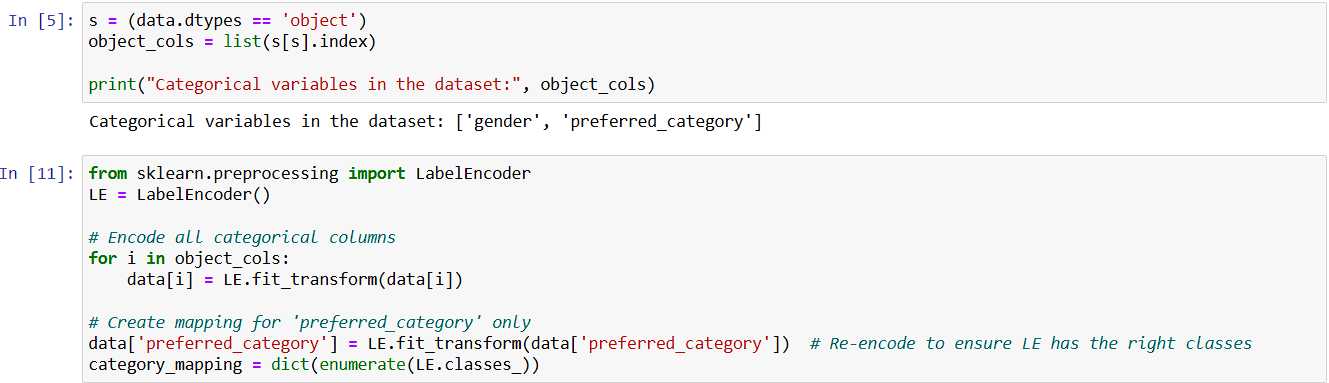 In [5]: s = (data.dtypes == 'object')
object_cols = list(s[s].index)
print("Categorical variables in the dataset:", object_cols)
Categorical variables in the dataset: ['gender', 'preferred_category']
In [11]: from sklearn.preprocessing import LabelEncoder
LE = LabelEncoder()
# Encode all categorical columns
for i in object_cols:
    data[i] = LE.fit_transform(data[i])
# Create mapping for 'preferred_category' only
data['preferred_category'] = LE.fit_transform(data['preferred_category'])  # Re-encode to ensure LE has the right classes
category_mapping = dict(enumerate(LE.classes_))